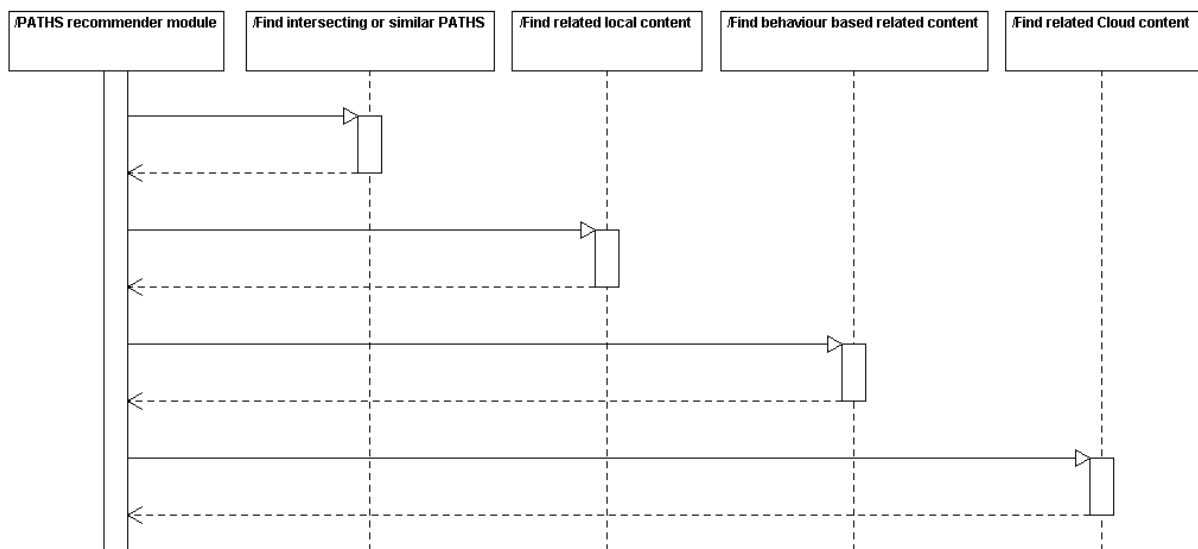 /PATHS recommender module
/Find intersecting or similar PATHS
/Find related local content
/Find behaviour based related content
/Find related Cloud content